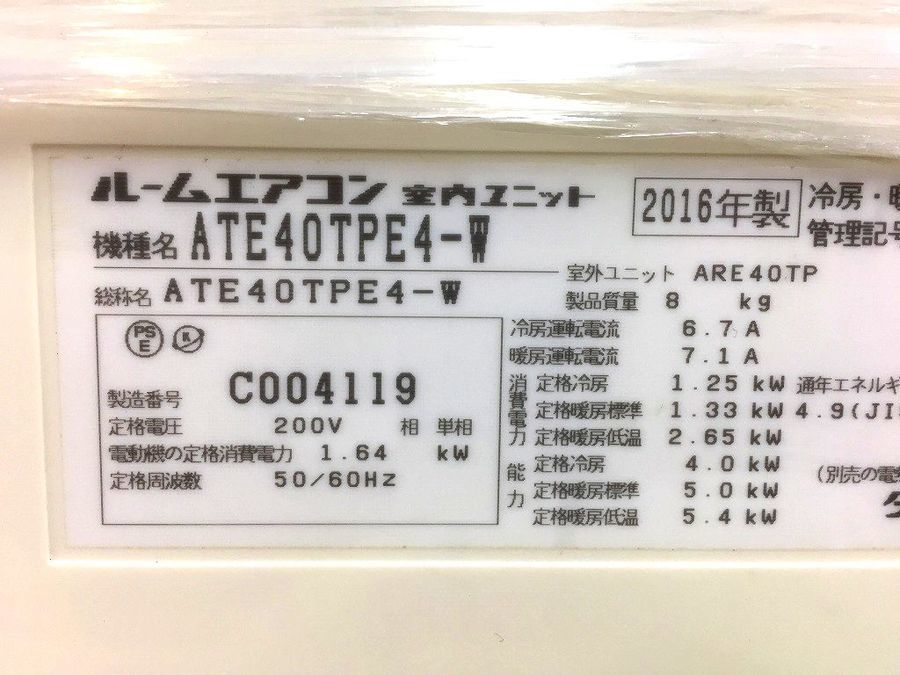 ルームエアコン 室内ユニット
2016年製
冷房・暖
管理記号
機種名 ATE40TPE4-W
総称名 ATE40TPE4-W
PS E
K
製造番号 C004119
定格電圧 200V 相 単相
電動機の定格消費電力 1.64 kW
定格周波数 50/60Hz
室外ユニット ARE40TP
製品質量 8 kg
冷房運転電流 6.7 A
暖房運転電流 7.1 A
消費電力
定格冷房 1.25 kW
定格暖房標準 1.33 kW
定格暖房低温 2.65 kW
能力
定格冷房 4.0 kW
定格暖房標準 5.0 kW
定格暖房低温 5.4 kW
通年エネルギ
4.9(JI
(別売の電